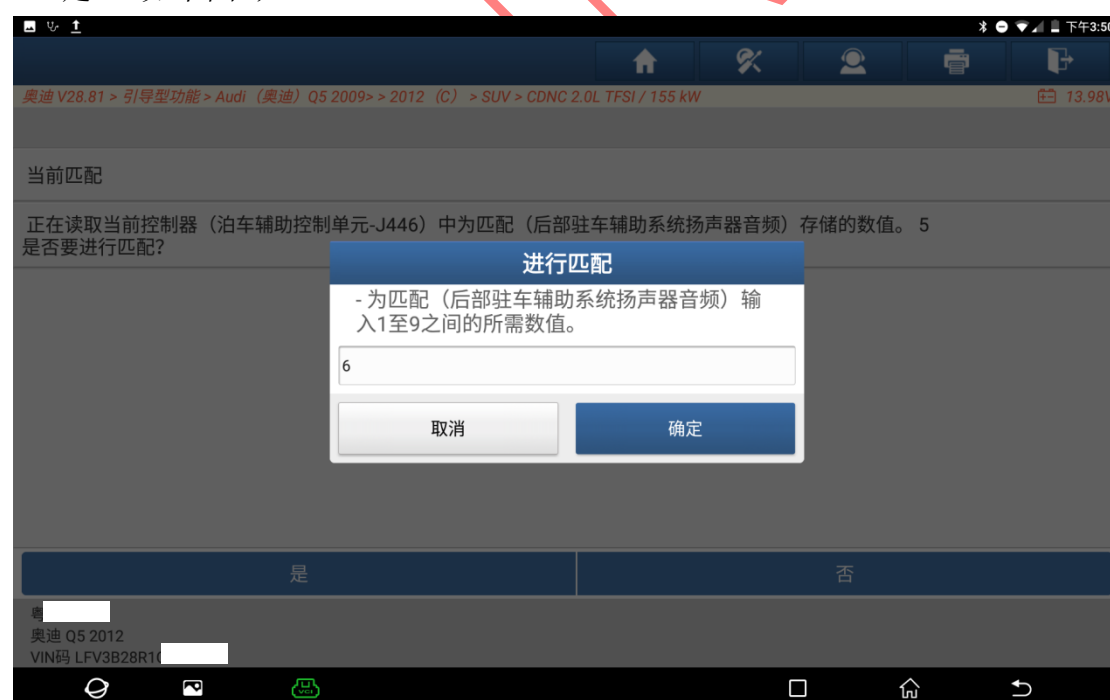 下午3:50
奥迪 V28.81 > 引导型功能 > Audi（奥迪）Q5 2009> > 2012（C） > SUV > CDNC 2.0L TFSI / 155 kW
13.98V
当前匹配
正在读取当前控制器（泊车辅助控制单元-J446）中为匹配（后部驻车辅助系统扬声器音频）存储的数值。 5
是否要进行匹配?
进行匹配
- 为匹配（后部驻车辅助系统扬声器音频）输
入1至9之间的所需数值。
6
取消 确定
是 否
粤
奥迪 Q5 2012
VIN码 LFV3B28R1
VCI